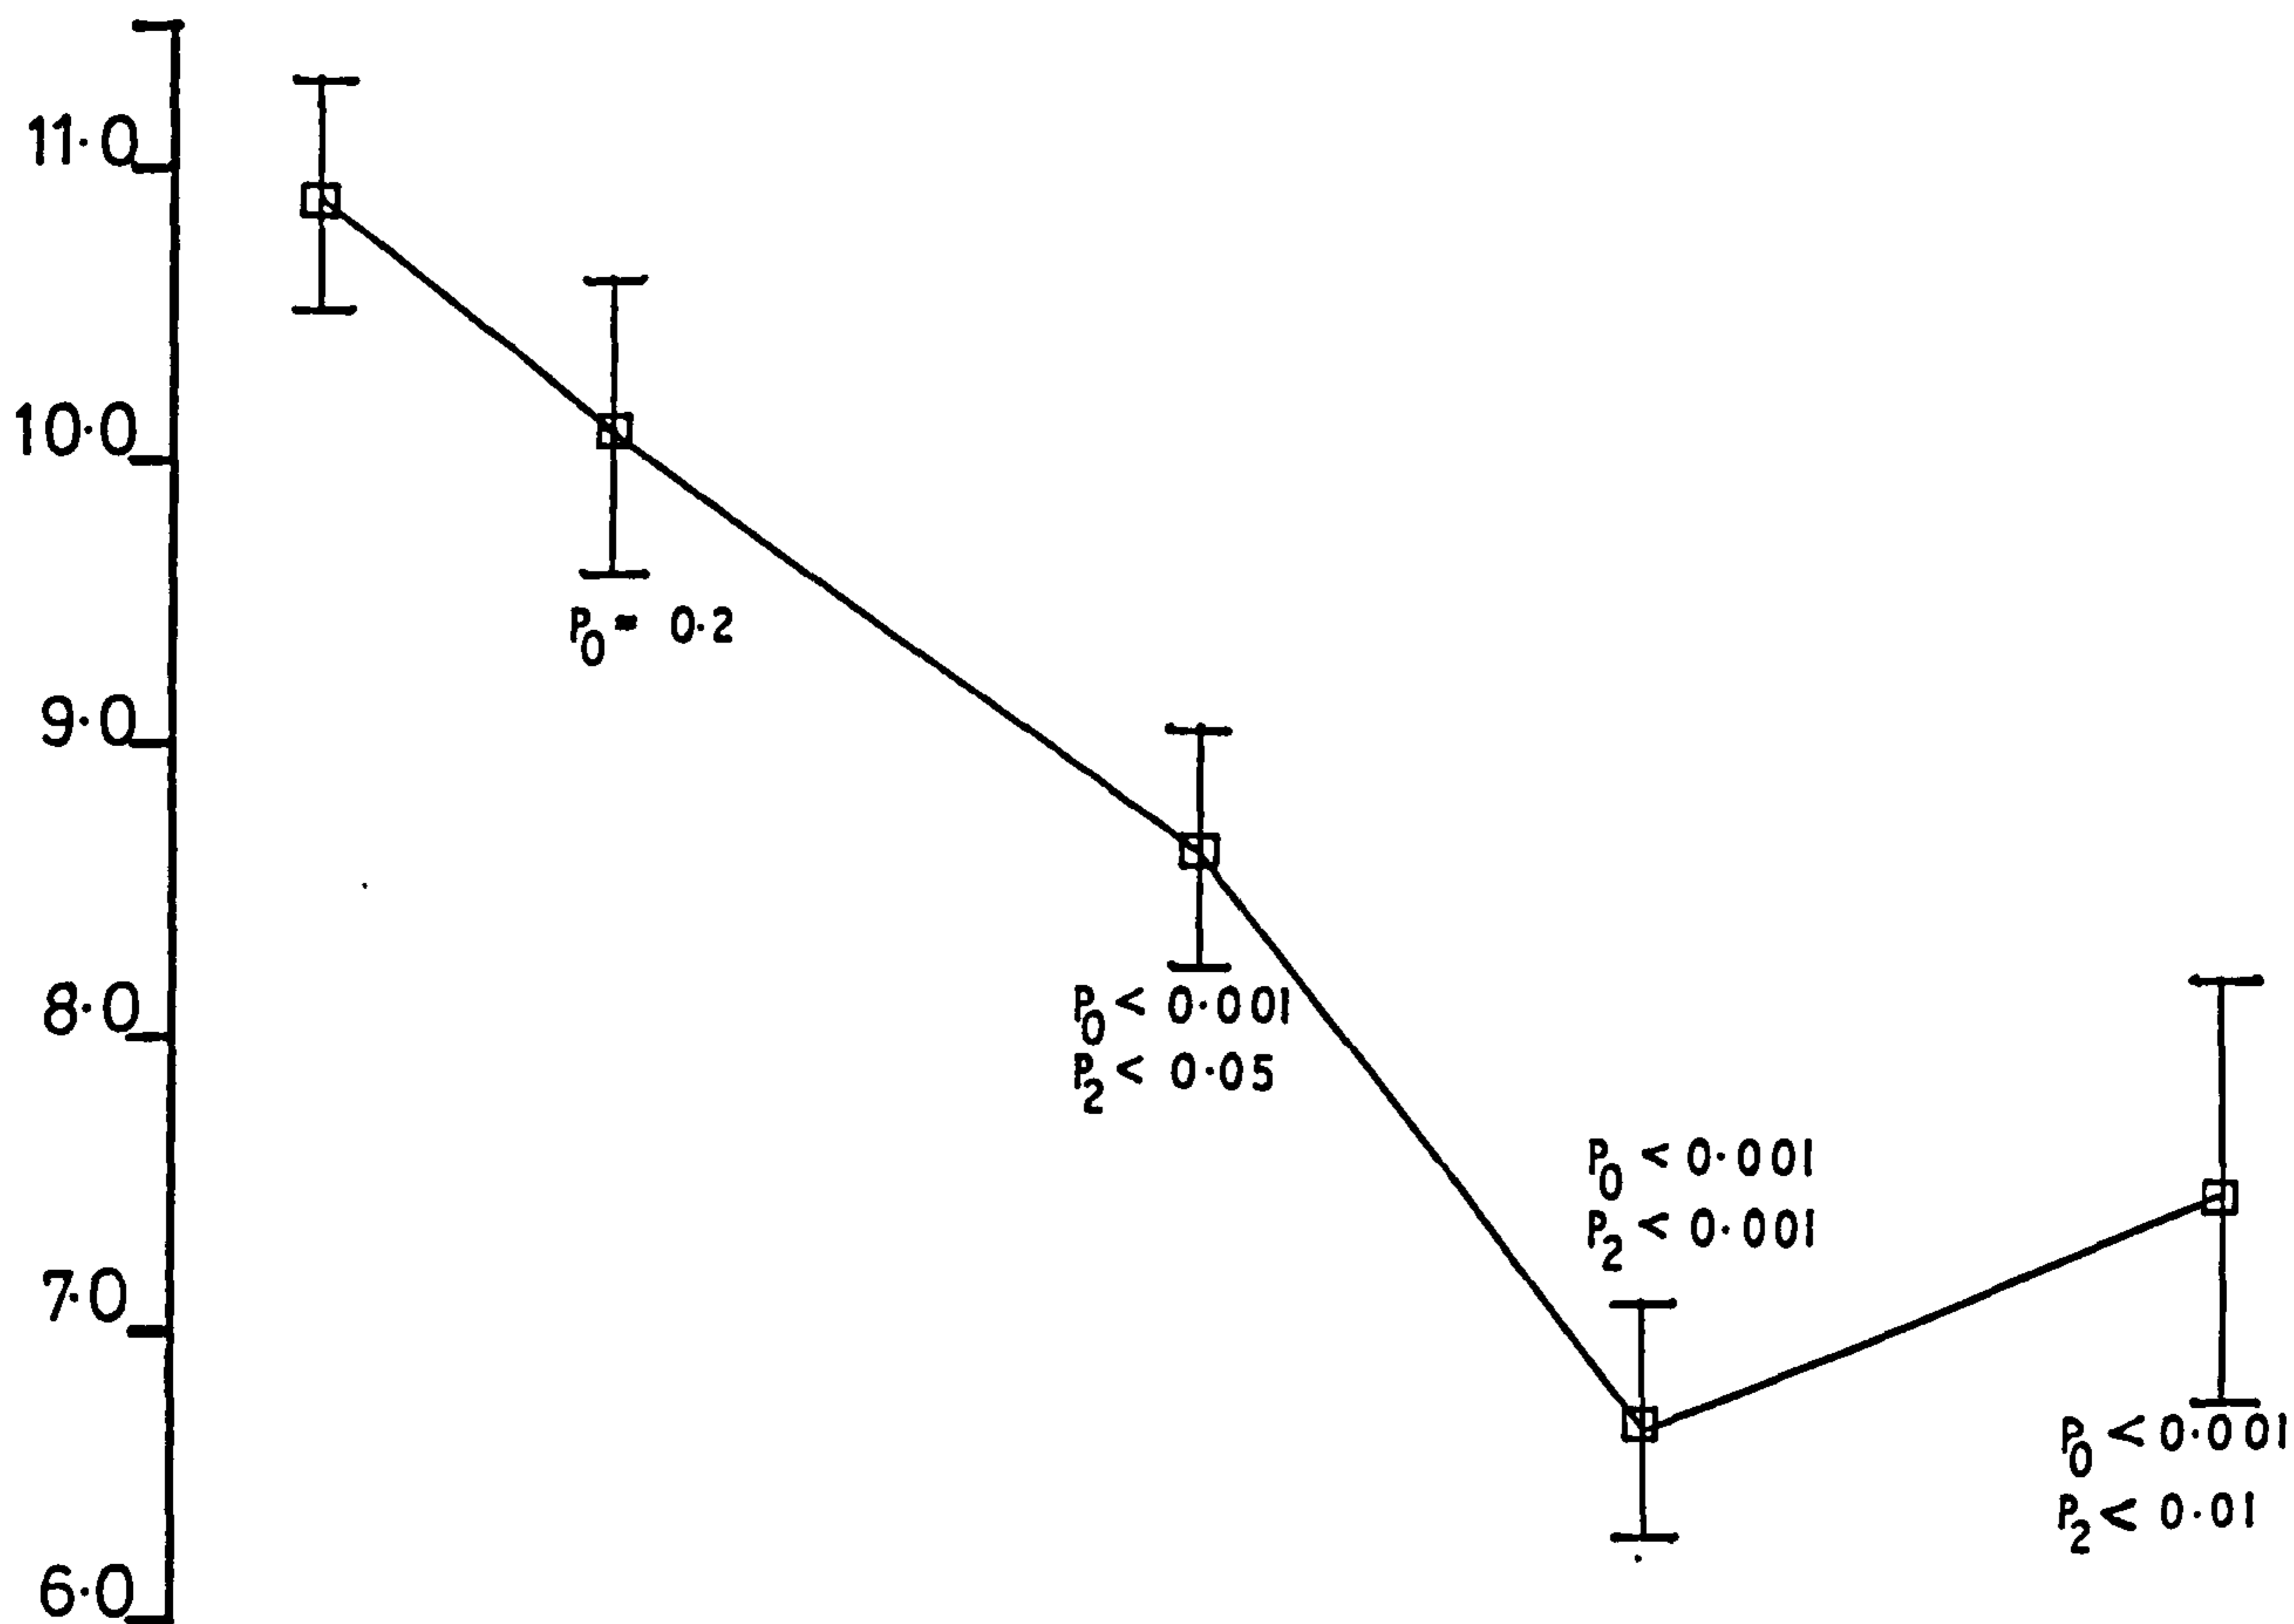 11·0
10·0
9·0
8·0
7·0
6·0
P₀ = 0·2
P₀ < 0·001
P₂ < 0·05
P₀ < 0·001
P₂ < 0·001
P₀ < 0·001
P₂ < 0·01